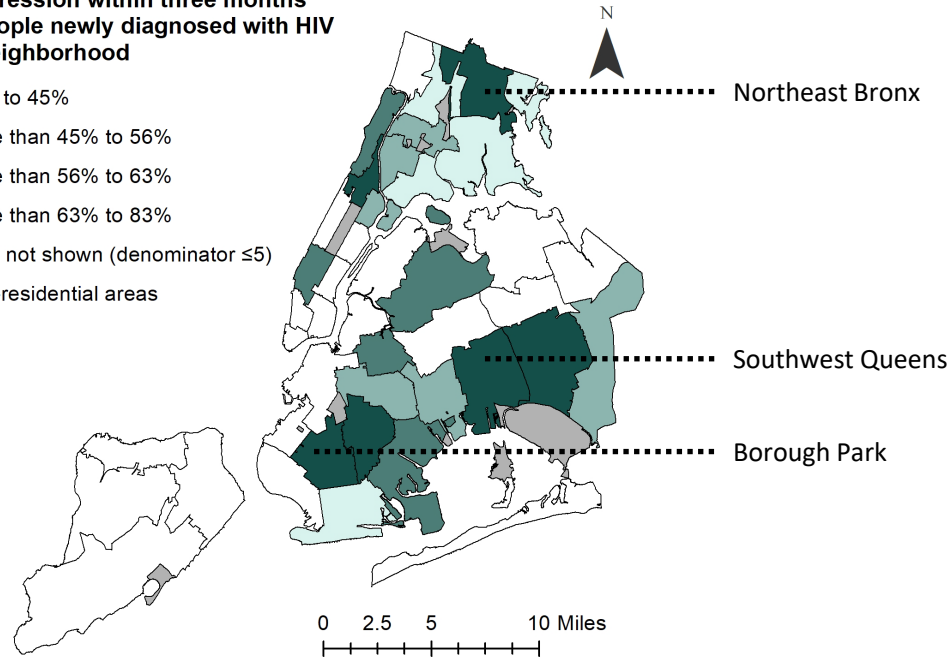 ression within three months
ople newly diagnosed with HIV
eighborhood
to 45%
e than 45% to 56%
e than 56% to 63%
e than 63% to 83%
not shown (denominator ≤5)
residential areas
N
Northeast Bronx
Southwest Queens
Borough Park
0 2.5 5 10 Miles